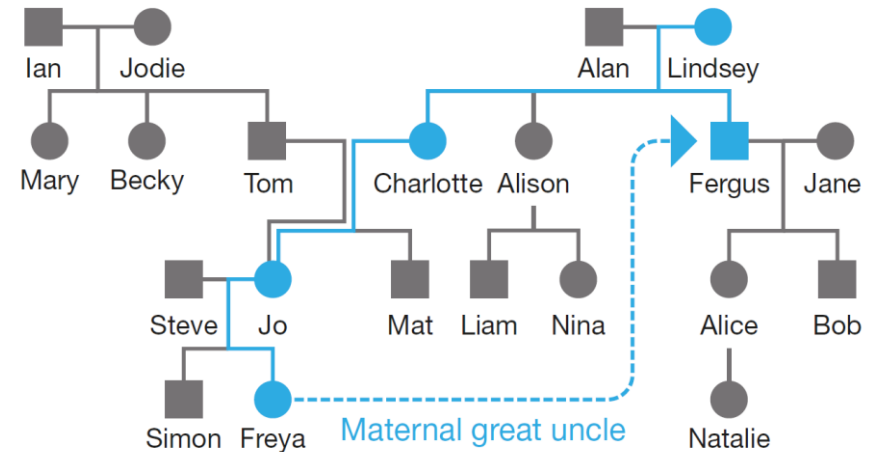 Ian Jodie Alan Lindsey
Mary Becky Tom Charlotte Alison Fergus Jane
Steve Jo Mat Liam Nina Alice Bob
Simon Freya Maternal great uncle Natalie